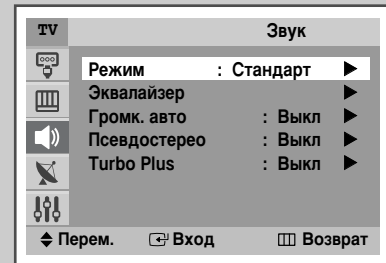 TV Звук
Режим : Стандарт
Эквалайзер
Громк. авто : Выкл
Псевдостерео : Выкл
Turbo Plus : Выкл
Перем. Вход Возврат